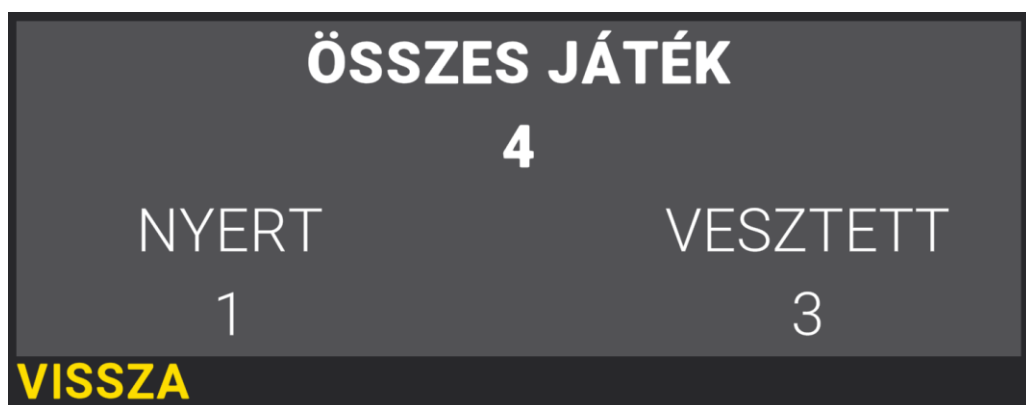 ÖSSZES JÁTÉK
4
NYERT VESZTETT
1 3
VISSZA